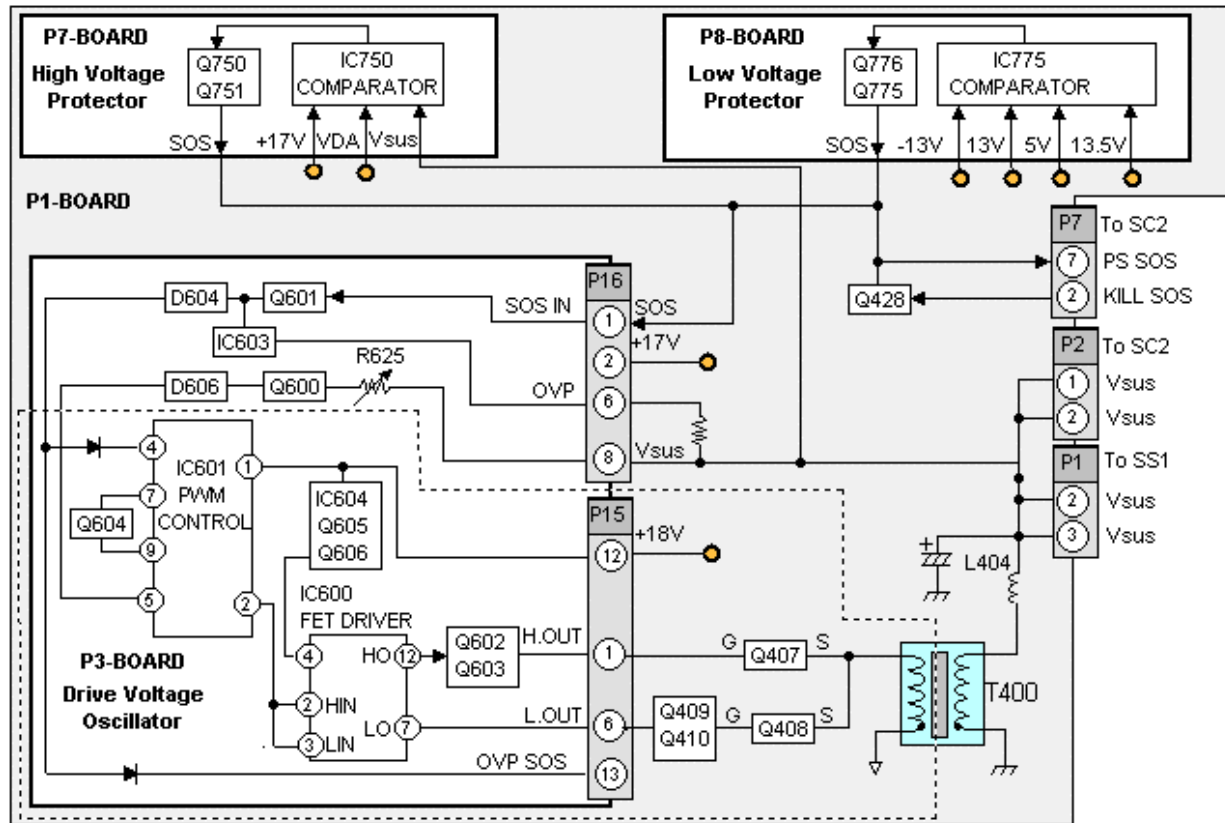 P7-BOARD
High Voltage
Protector
Q750
Q751
IC750
COMPARATOR
SOS
+17V
VDA
Vsus
P8-BOARD
Low Voltage
Protector
Q776
Q775
IC775
COMPARATOR
SOS
-13V
13V
5V
13.5V
P1-BOARD
P7
To SC2
7
PS SOS
2
KILL SOS
Q428
P2
To SC2
1
Vsus
2
Vsus
P1
To SS1
2
Vsus
3
Vsus
P16
D604
Q601
SOS IN
1
SOS
IC603
2
+17V
R625
D606
Q600
OVP
6
8
Vsus
4
IC601
PWM
CONTROL
1
7
Q604
9
5
2
IC604
Q605
Q606
P15
+18V
12
L404
+
IC600
FET DRIVER
4
HO
12
Q602
Q603
H.OUT
1
G
Q407
S
2
HIN
3
LIN
LO
7
L.OUT
6
Q409
Q410
G
Q408
S
T400
P3-BOARD
Drive Voltage
Oscillator
OVP SOS
13